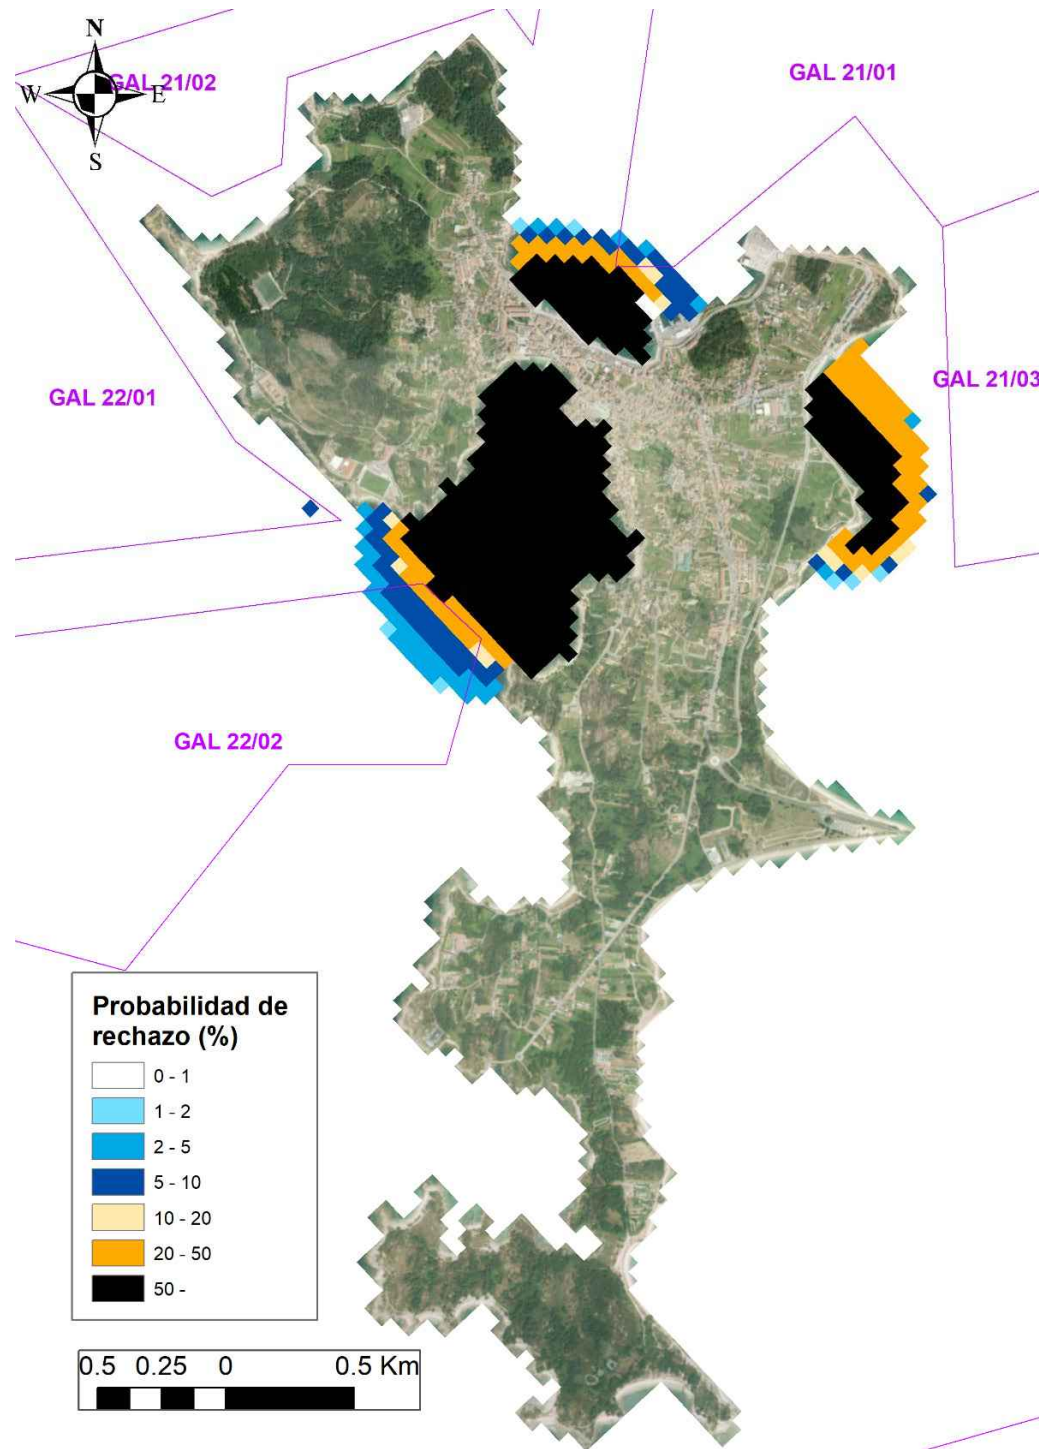 N
W
E
S
GAL 21/02
GAL 21/01
GAL 22/01
GAL 21/03
GAL 22/02
Probabilidad de
rechazo (%)
0 - 1
1 - 2
2 - 5
5 - 10
10 - 20
20 - 50
50 -
0.5 0.25 0 0.5 Km